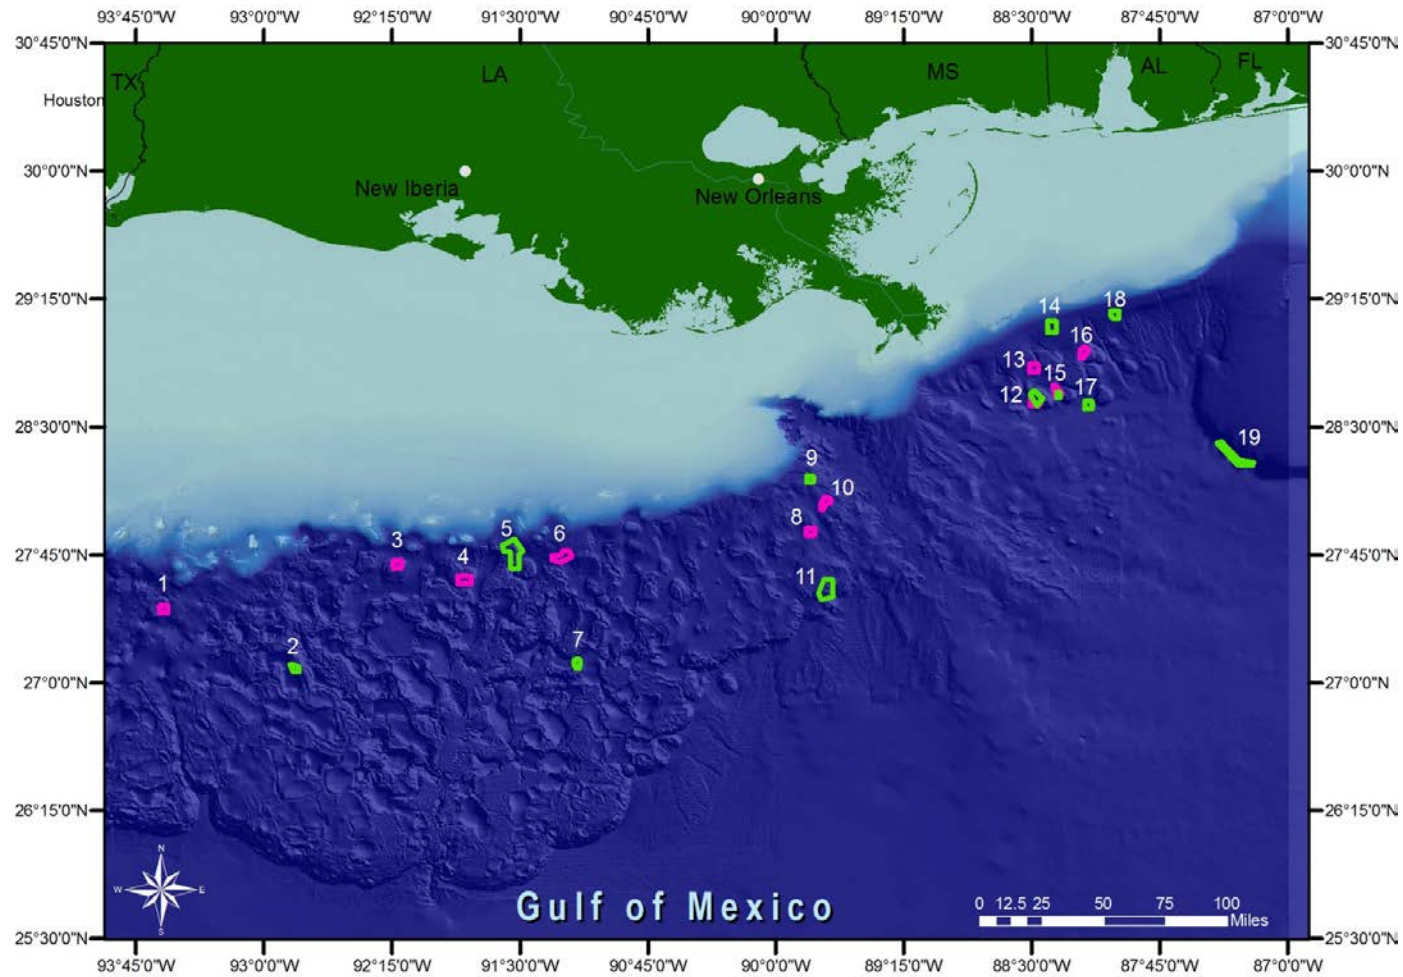 93°45'0"W 93°0'0"W 92°15'0"W 91°30'0"W 90°45'0"W 90°0'0"W 89°15'0"W 88°30'0"W 87°45'0"W 87°0'0"W
30°45'0"N 30°45'0"N
TX LA MS AL FL
Houston
30°0'0"N 30°0'0"N
New Iberia New Orleans
29°15'0"N 29°15'0"N
14 18
16
13 15
12 17
28°30'0"N 28°30'0"N
19
9
10
8
3 4 5 6
27°45'0"N 27°45'0"N
1 11
2 7
27°0'0"N 27°0'0"N
26°15'0"N 26°15'0"N
N
W E
S
Gulf of Mexico
0 12.5 25 50 75 100
Miles
25°30'0"N 25°30'0"N
93°45'0"W 93°0'0"W 92°15'0"W 91°30'0"W 90°45'0"W 90°0'0"W 89°15'0"W 88°30'0"W 87°45'0"W 87°0'0"W